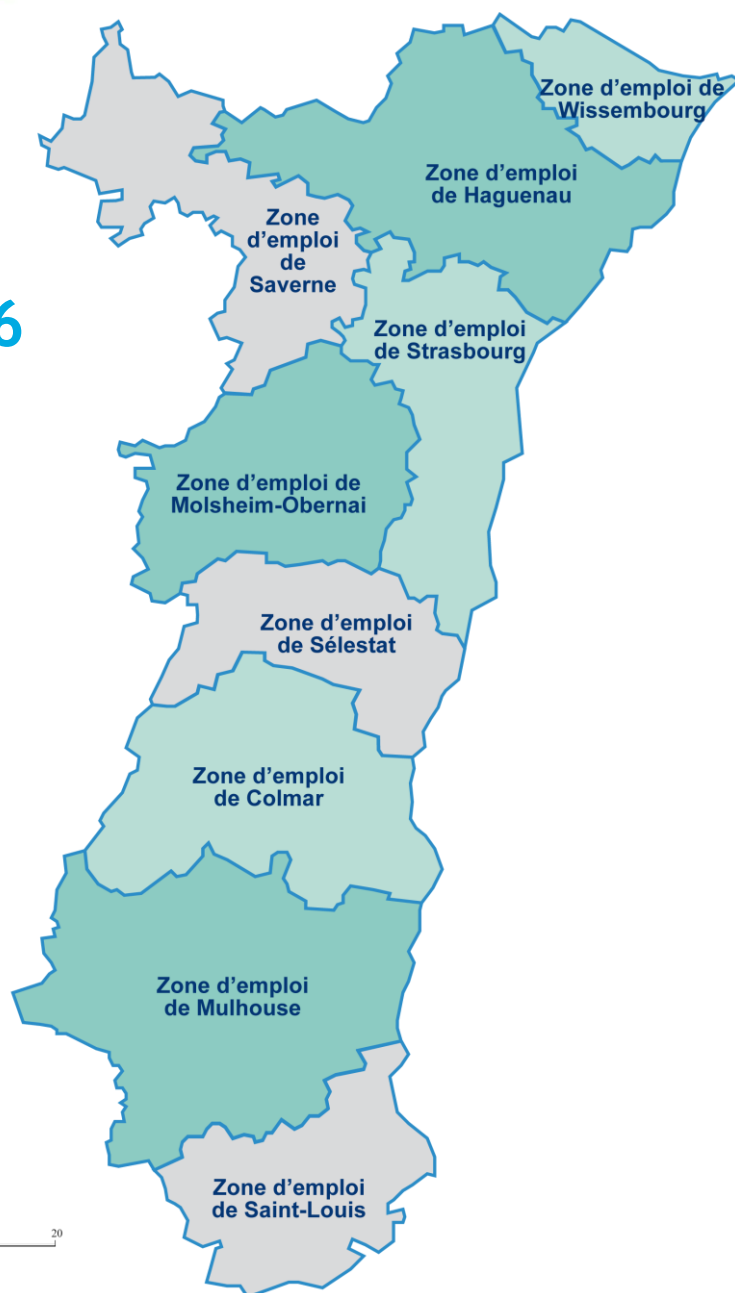 Zone d'emploi de
Wissembourg
Zone d'emploi
de Haguenau
Zone
d'emploi
de
Saverne
6
Zone d'emploi
de Strasbourg
Zone d'emploi de
Molsheim-Obernai
Zone d'emploi
de Sélestat
Zone d'emploi
de Colmar
Zone d'emploi
de Mulhouse
Zone d'emploi
de Saint-Louis
20